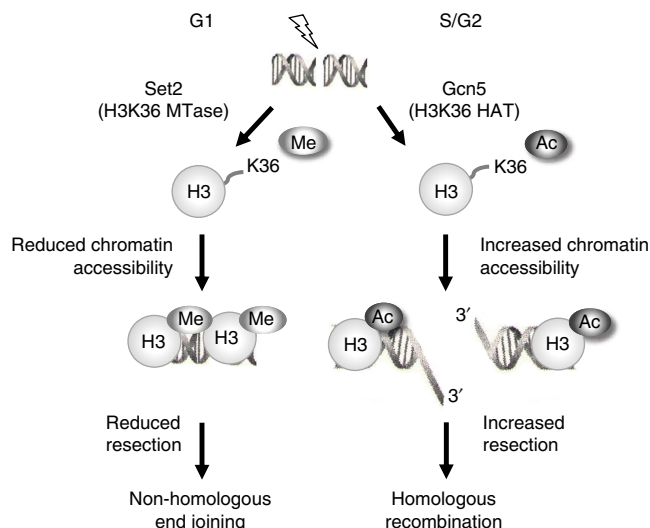 G1
S/G2
Set2
(H3K36 MTase)
Gcn5
(H3K36 HAT)
Me
Ac
K36
K36
H3
H3
Reduced chromatin
accessibility
Increased chromatin
accessibility
Me
Me
H3
H3
Ac
H3
3′
Ac
H3
3′
Reduced
resection
Increased
resection
Non-homologous
end joining
Homologous
recombination